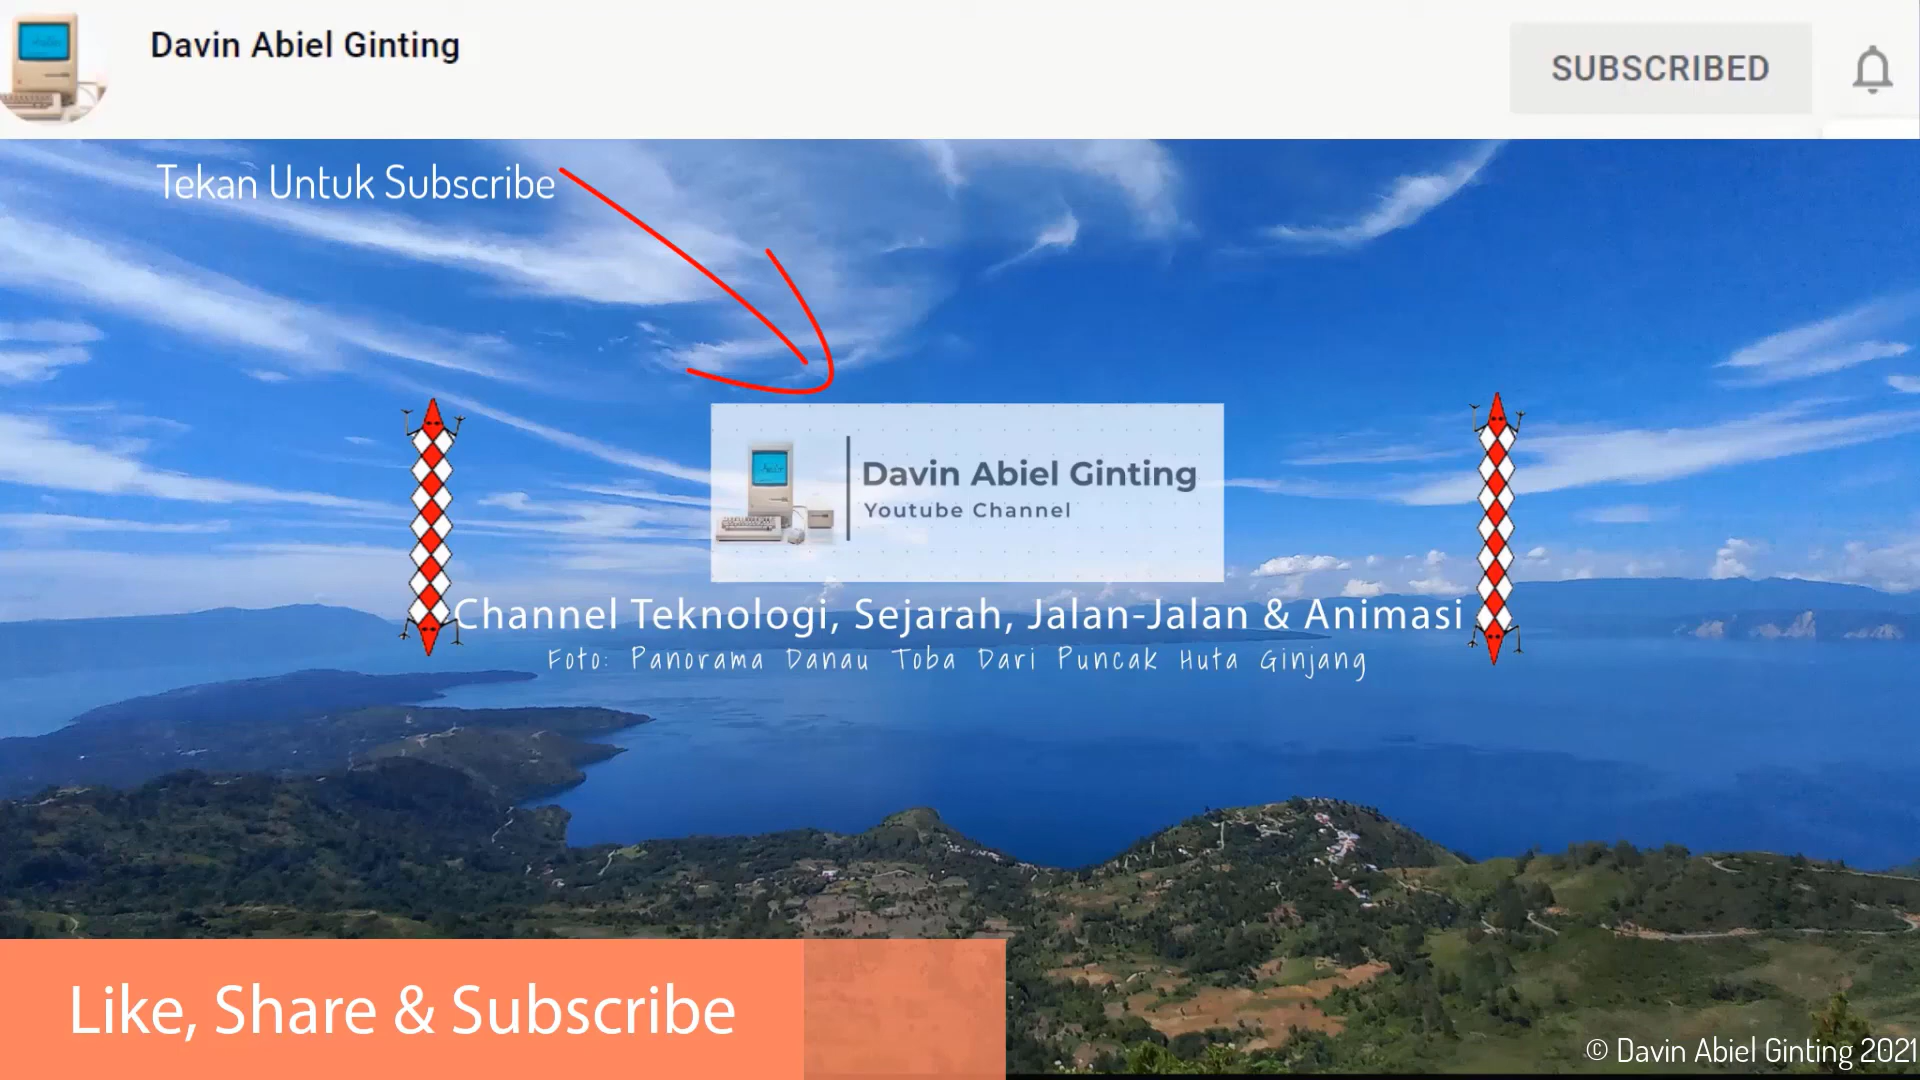 Davin Abiel Ginting
SUBSCRIBED
Tekan Untuk Subscribe
Davin Abiel Ginting
Youtube Channel
Channel Teknologi, Sejarah, Jalan-Jalan & Animasi
Foto: Panorama Danau Toba Dari Puncak Huta Ginjang
Like, Share & Subscribe
© Davin Abiel Ginting 2021